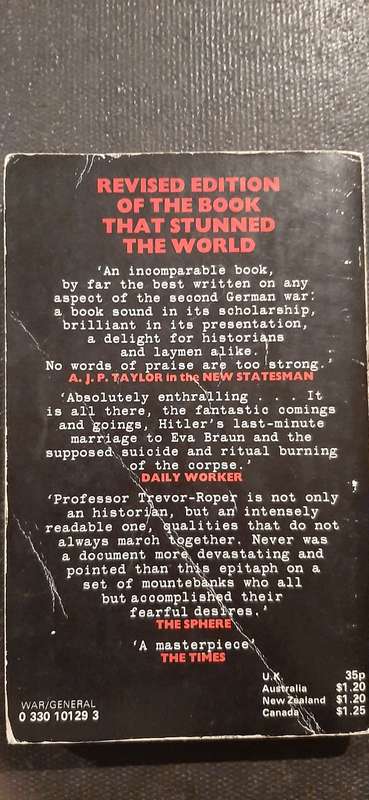 REVISED EDITION
OF THE BOOK
THAT STUNNED
THE WORLD
'An incomparable book,
by far the best written on any
aspect of the second German war:
a book sound in its scholarship,
brilliant in its presentation,
a delight for historians
and laymen alike.
No words of praise are too strong.'
A. J. P. TAYLOR in the NEW STATESMAN
'Absolutely enthralling . . . It
is all there, the fantastic comings
and goings, Hitler's last-minute
marriage to Eva Braun and the
supposed suicide and ritual burning
of the corpse.'
DAILY WORKER
'Professor Trevor-Roper is not only
an historian, but an intensely
readable one, qualities that do not
always march together. Never was
a document more devastating and
pointed than this epitaph on a
set of mountebanks who all
but accomplished their
fearful desires.'
THE SPHERE
'A masterpiece'
THE TIMES
WAR/GENERAL
0 330 10129 3
U.K. 35p
Australia $1.20
New Zealand $1.20
Canada $1.25